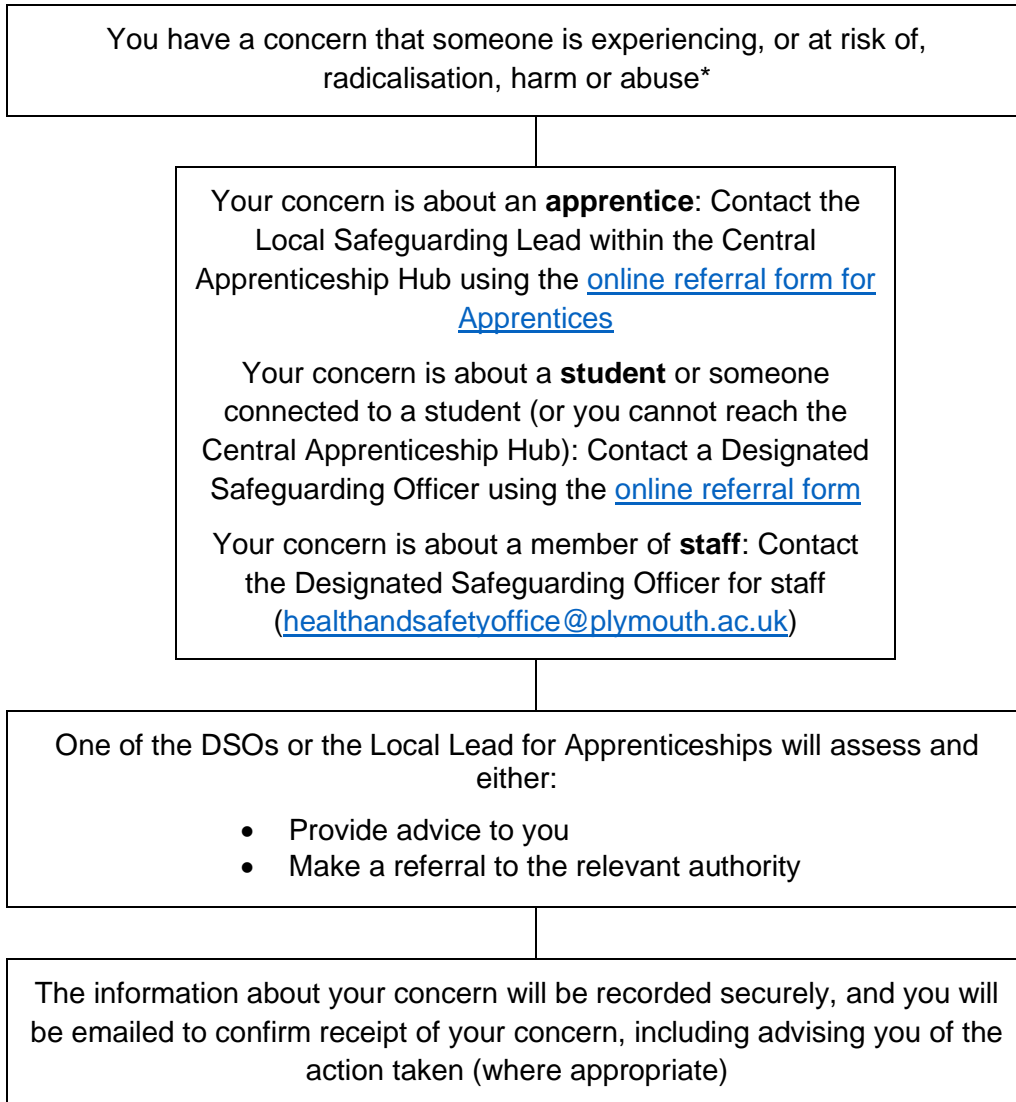 You have a concern that someone is experiencing, or at risk of,
radicalisation, harm or abuse*
Your concern is about an apprentice: Contact the
Local Safeguarding Lead within the Central
Apprenticeship Hub using the online referral form for
Apprentices
Your concern is about a student or someone
connected to a student (or you cannot reach the
Central Apprenticeship Hub): Contact a Designated
Safeguarding Officer using the online referral form
Your concern is about a member of staff: Contact
the Designated Safeguarding Officer for staff
(healthandsafetyoffice@plymouth.ac.uk)
One of the DSOs or the Local Lead for Apprenticeships will assess and
either:
• Provide advice to you
• Make a referral to the relevant authority
The information about your concern will be recorded securely, and you will
be emailed to confirm receipt of your concern, including advising you of the
action taken (where appropriate)